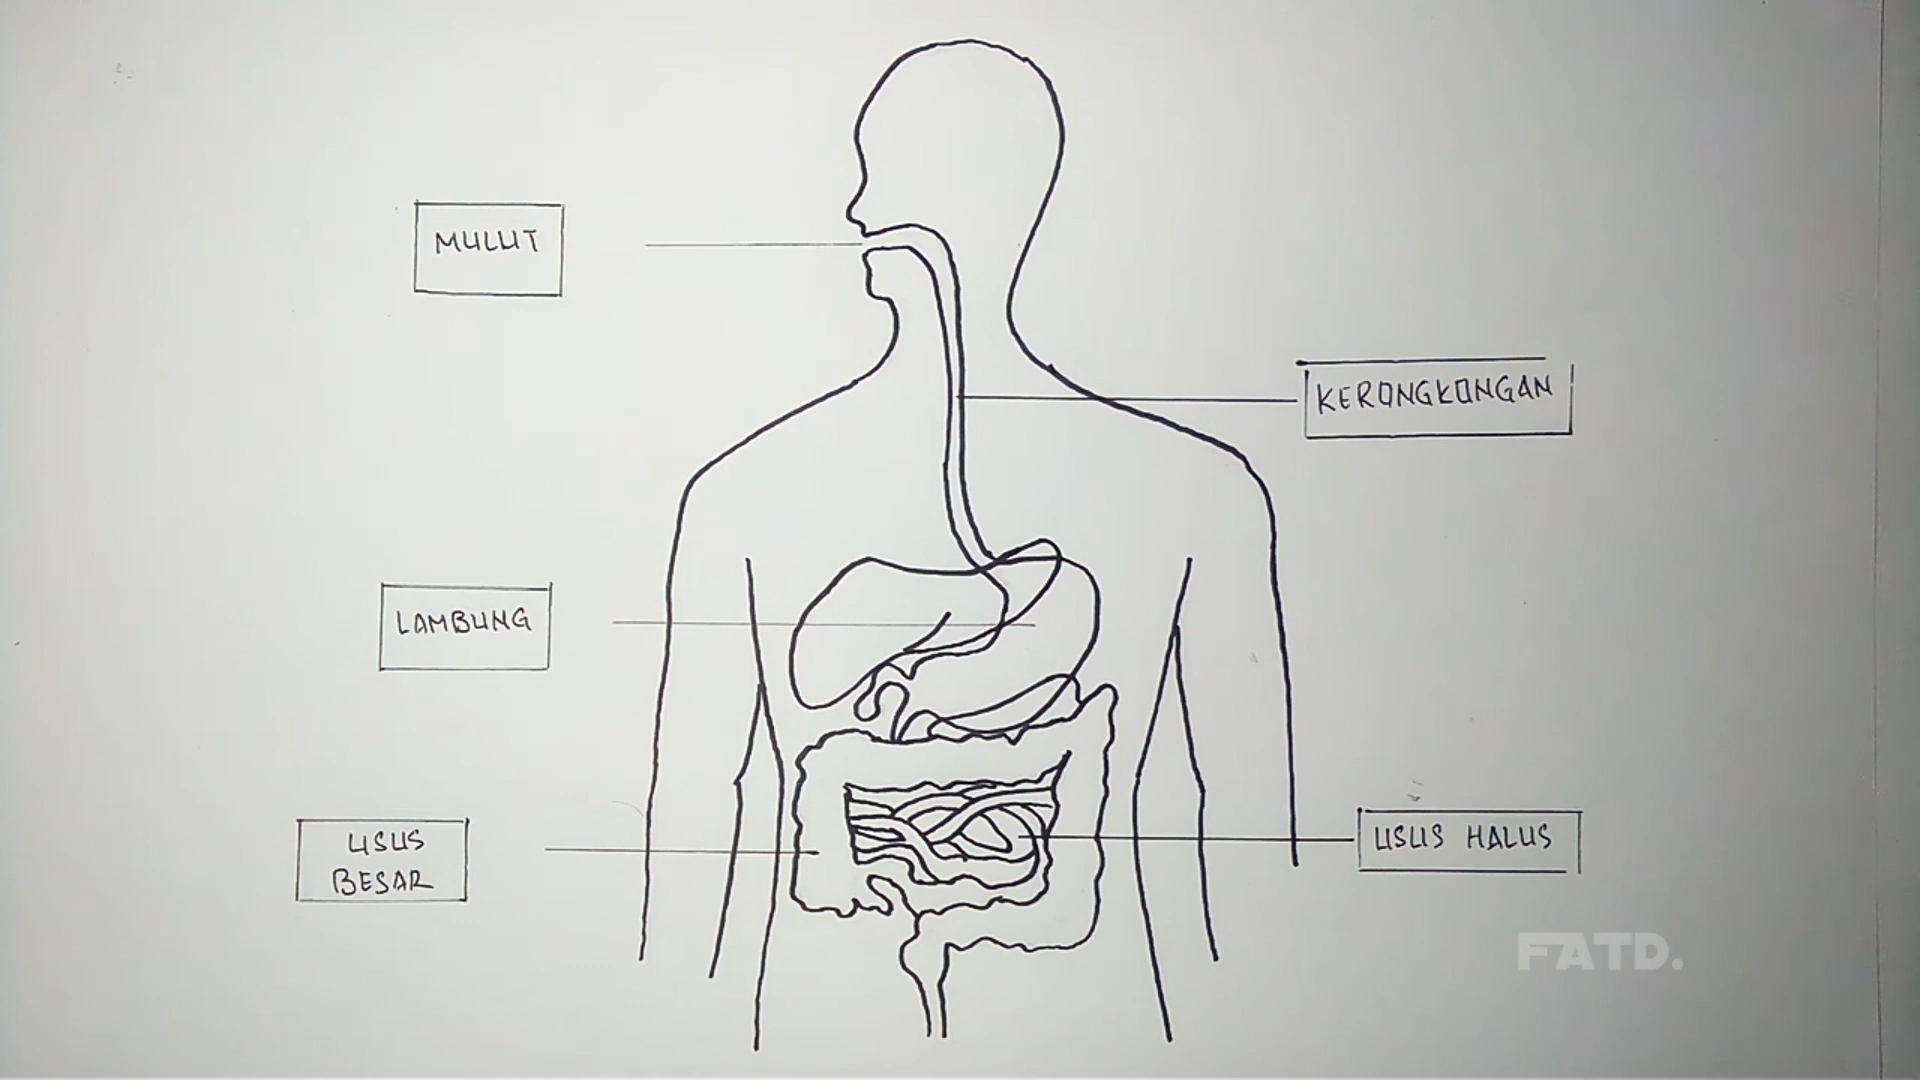 MULUT
KERONGKONGAN
LAMBUNG
USUS
BESAR
USUS HALUS
FATD.